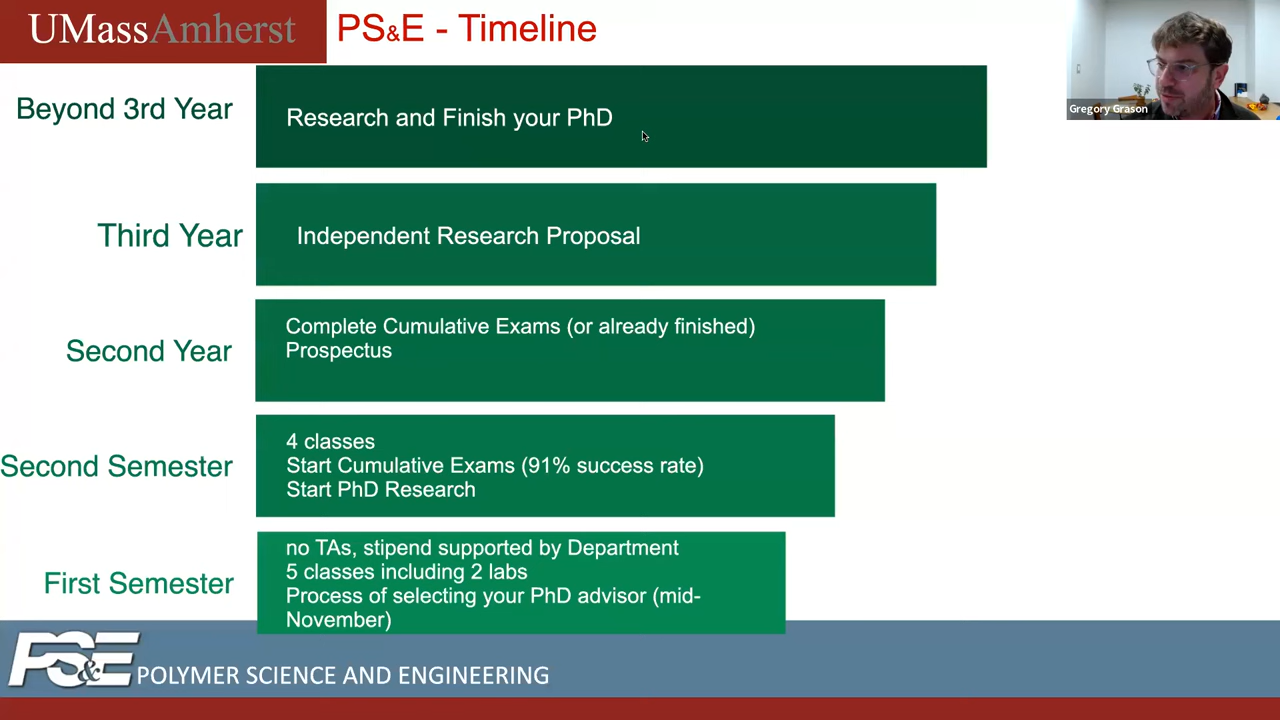 UMassAmherst
PS&E - Timeline
Gregory Grason
Beyond 3rd Year
Research and Finish your PhD
Third Year
Independent Research Proposal
Second Year
Complete Cumulative Exams (or already finished)
Prospectus
Second Semester
4 classes
Start Cumulative Exams (91% success rate)
Start PhD Research
First Semester
no TAs, stipend supported by Department
5 classes including 2 labs
Process of selecting your PhD advisor (mid-
November)
PS&E
POLYMER SCIENCE AND ENGINEERING